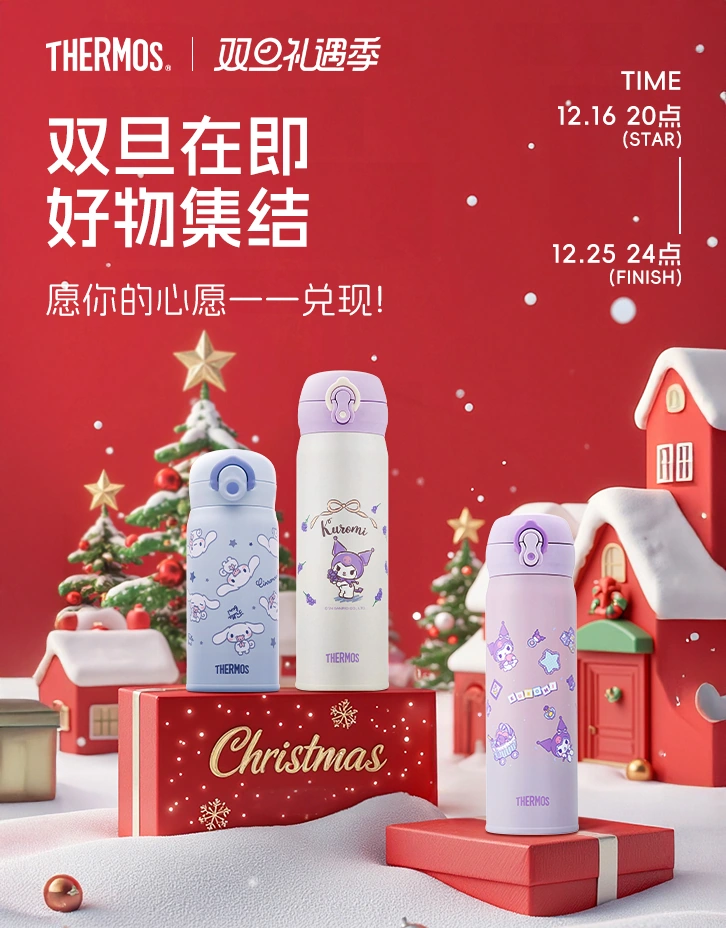 THERMOS® | 双旦礼遇季
双旦在即
好物集结
愿你的心愿一一兑现!
TIME
12.16 20点
(STAR)
12.25 24点
(FINISH)
Kuromi
THERMOS
THERMOS
Christmas
KUROMI
THERMOS